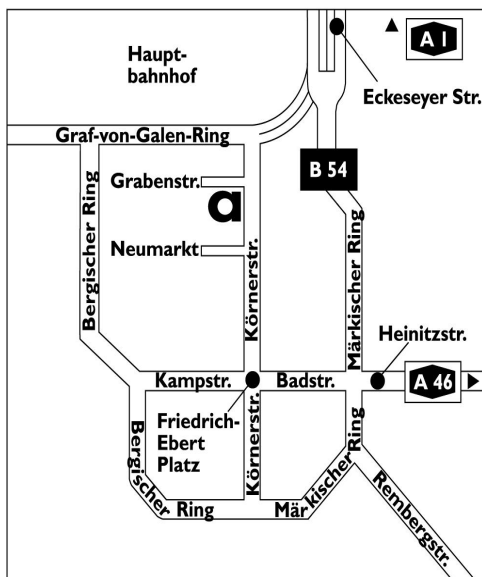 A 1
Haupt-
bahnhof
Eckeseyer Str.
Graf-von-Galen-Ring
B 54
Grabenstr.
a
Bergischer Ring
Neumarkt
Körnerstr.
Märkischer Ring
Heinitzstr.
Kampstr.
Badstr.
A 46
Friedrich-
Ebert
Platz
Körnerstr.
Bergischer Ring
Märkischer Ring
Rembergstr.